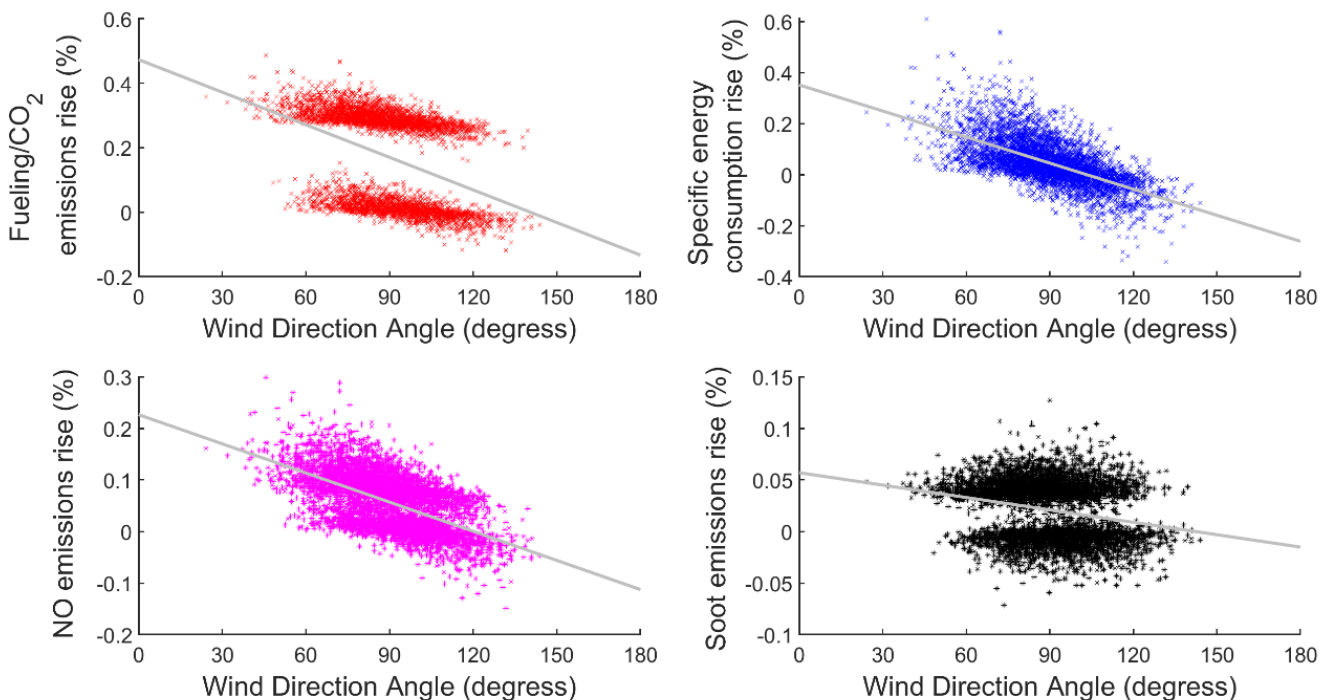 Fueling/CO2
emissions rise (%)
0.6
0.4
0.2
0
-0.2
0 30 60 90 120 150 180
Wind Direction Angle (degress)
Specific energy
consumption rise (%)
0.6
0.4
0.2
0
-0.2
-0.4
0 30 60 90 120 150 180
Wind Direction Angle (degress)
NO emissions rise (%)
0.3
0.2
0.1
0
-0.1
-0.2
0 30 60 90 120 150 180
Wind Direction Angle (degress)
Soot emissions rise (%)
0.15
0.1
0.05
0
-0.05
-0.1
0 30 60 90 120 150 180
Wind Direction Angle (degress)